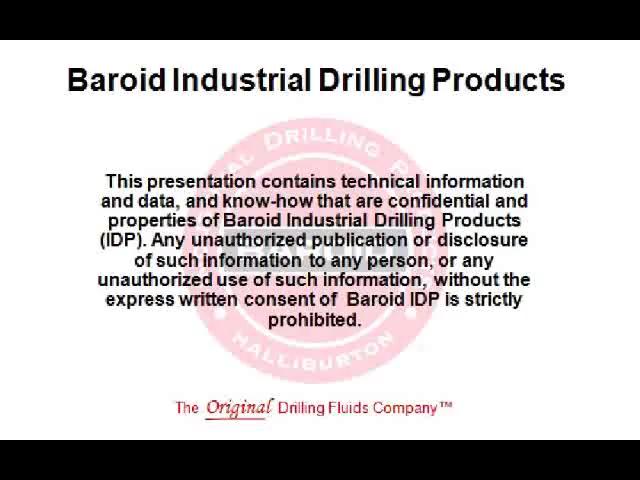 Baroid Industrial Drilling Products
This presentation contains technical information
and data, and know-how that are confidential and
properties of Baroid Industrial Drilling Products
(IDP). Any unauthorized publication or disclosure
of such information to any person, or any
unauthorized use of such information, without the
express written consent of Baroid IDP is strictly
prohibited.
DRILLING
HALLIBURTON
The Original Drilling Fluids Company™